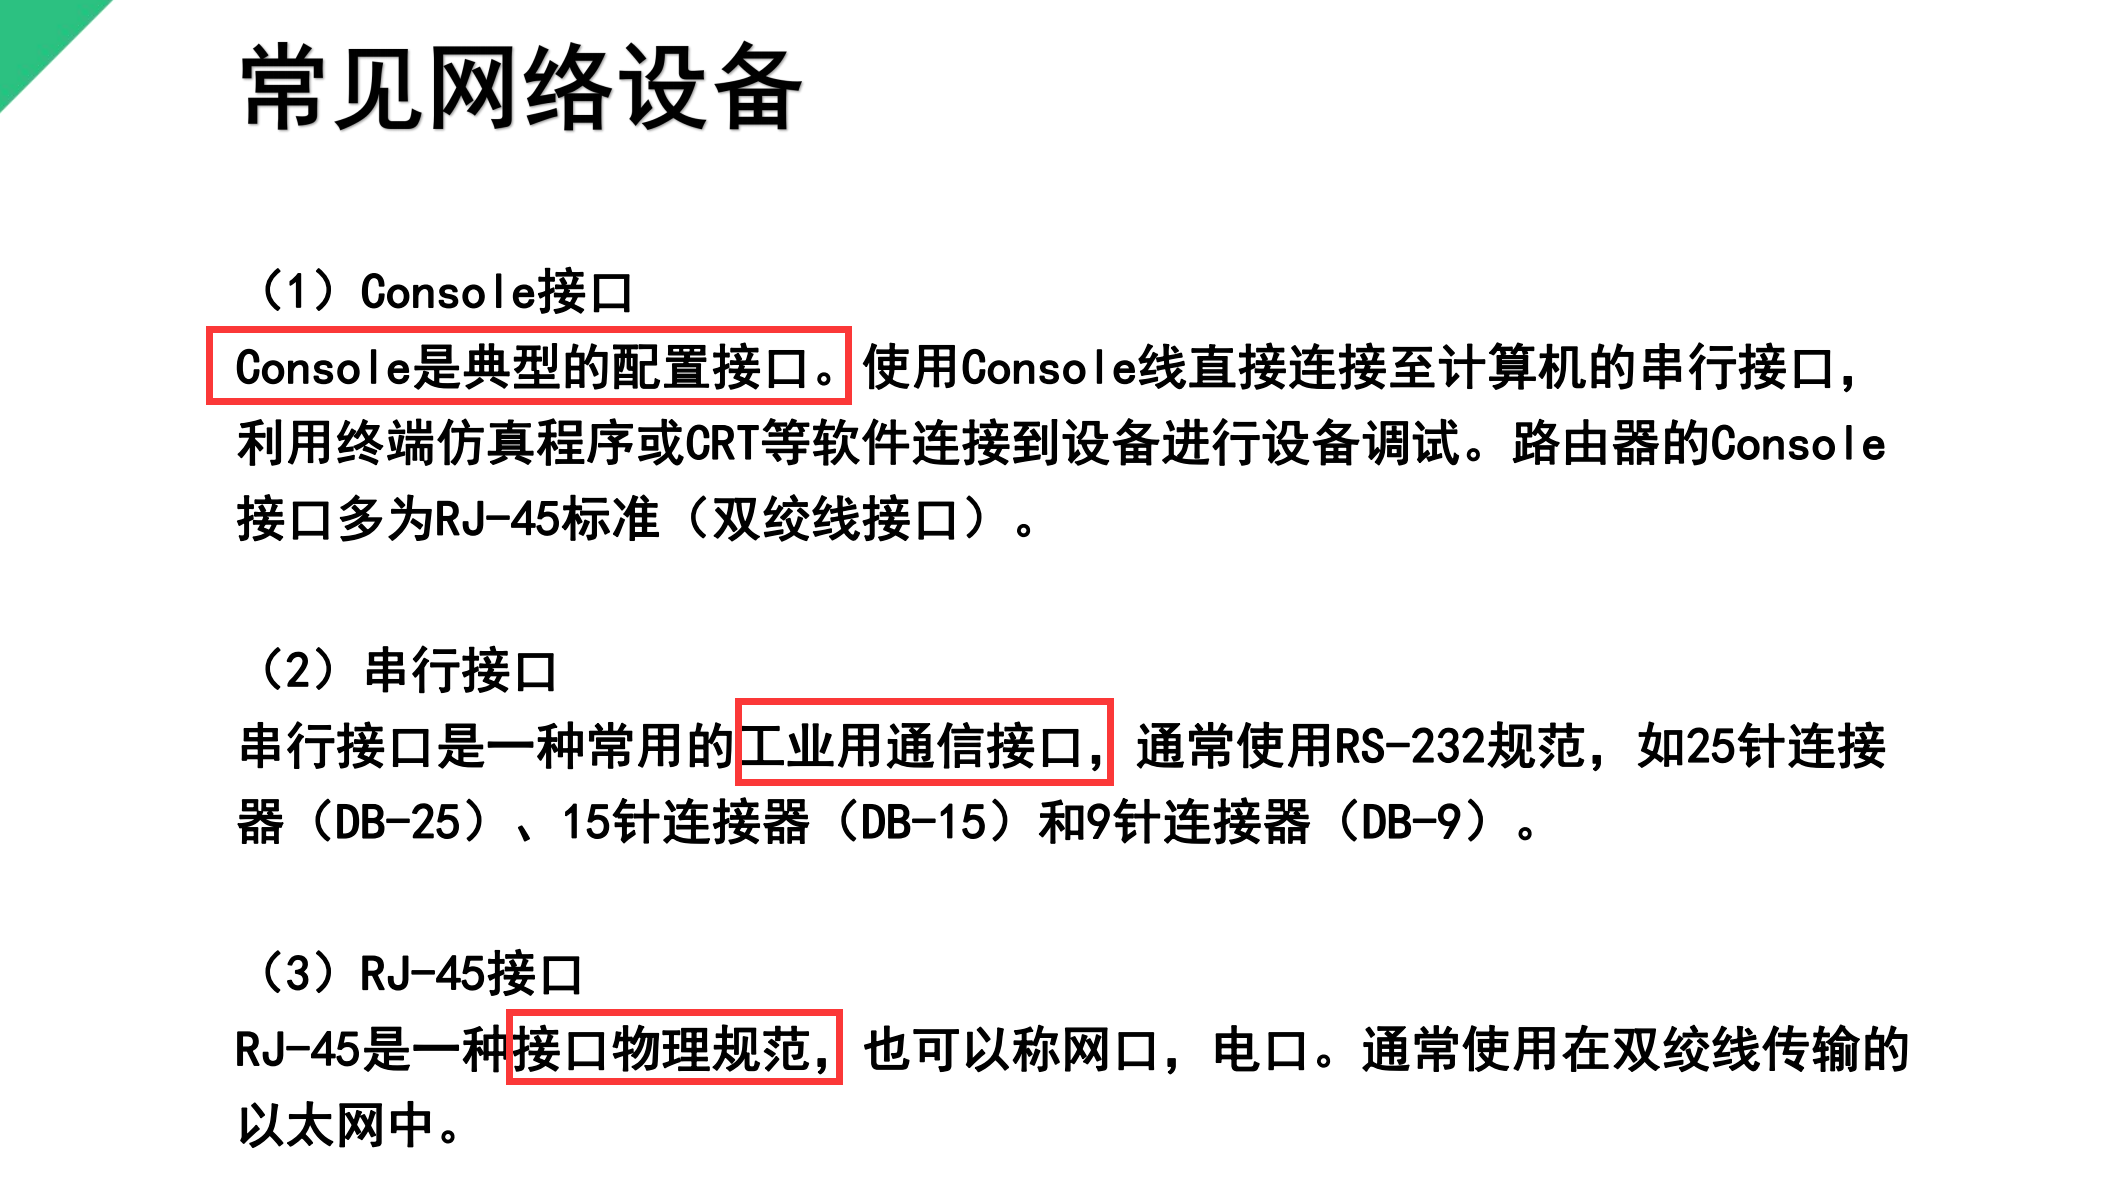 常见网络设备
（1）Console接口
Console是典型的配置接口。使用Console线直接连接至计算机的串行接口，
利用终端仿真程序或CRT等软件连接到设备进行设备调试。路由器的Console
接口多为RJ-45标准（双绞线接口）。
（2）串行接口
串行接口是一种常用的工业用通信接口，通常使用RS-232规范，如25针连接
器（DB-25）、15针连接器（DB-15）和9针连接器（DB-9）。
（3）RJ-45接口
RJ-45是一种接口物理规范，也可以称网口，电口。通常使用在双绞线传输的
以太网中。